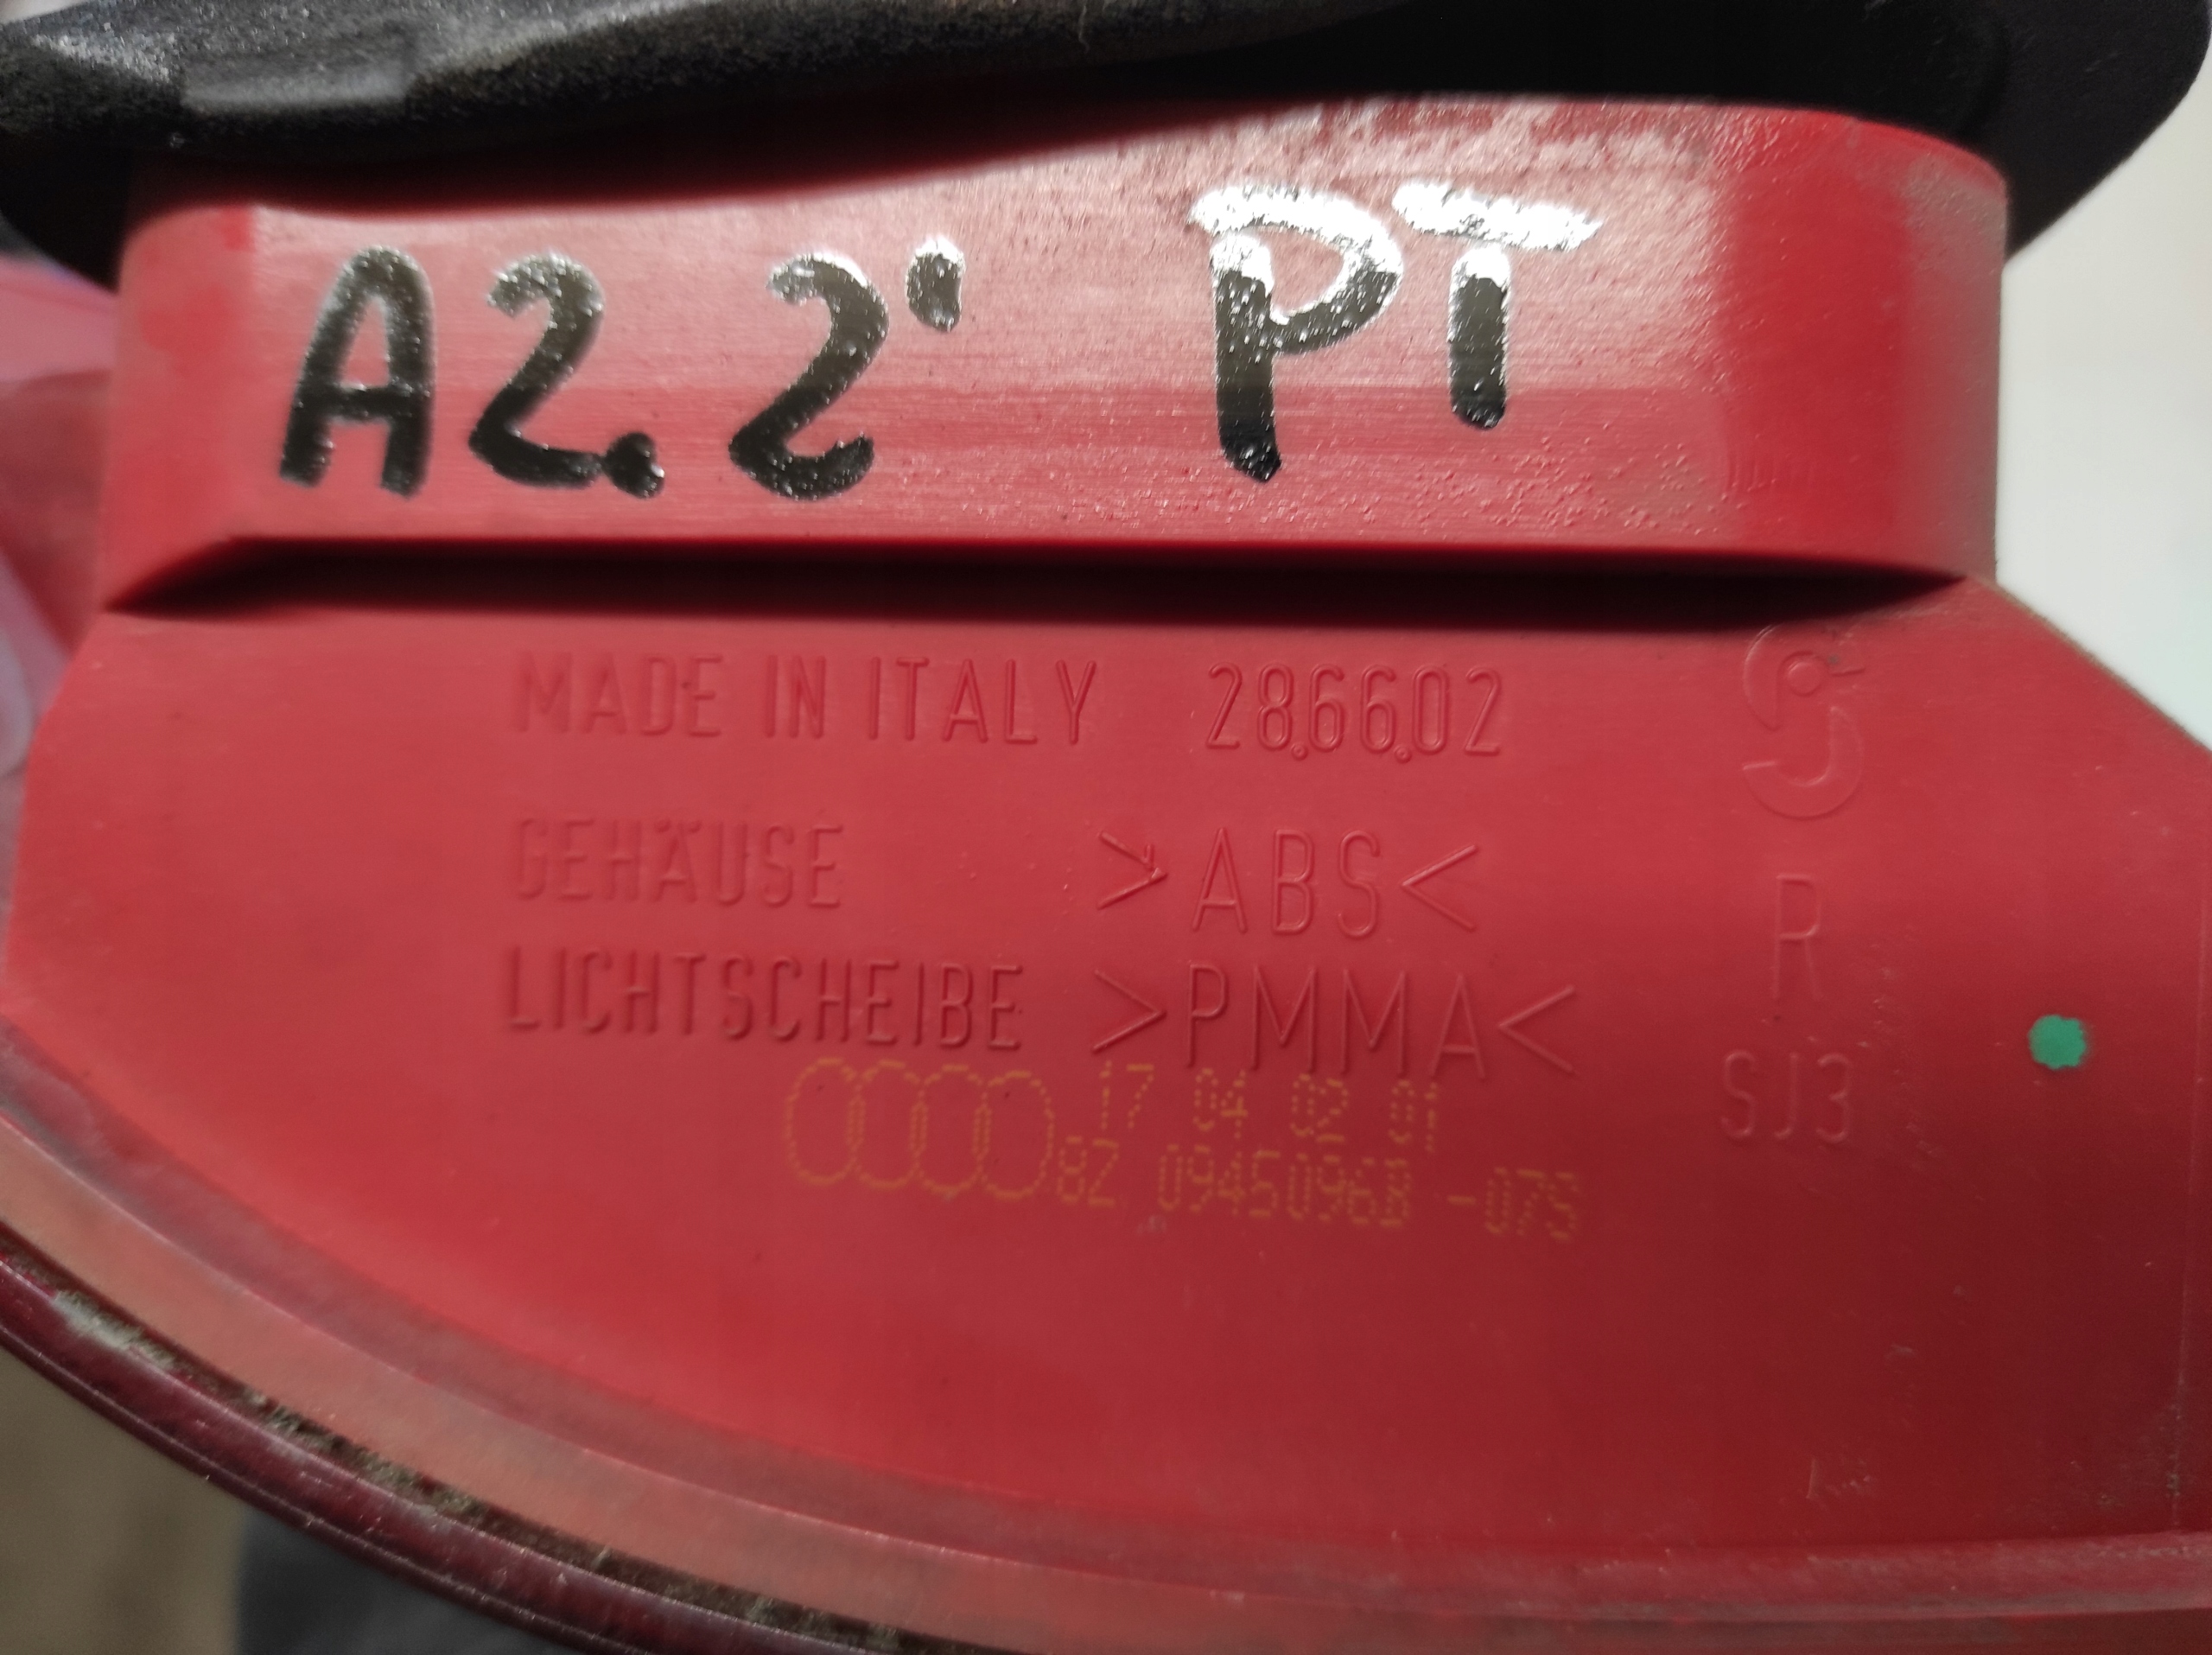 A2.2' PT
MADE IN ITALY 28.66.02
GEHÄUSE >ABS<
LICHTSCHEIBE >PMMA<
R
SJ3
17 04 02 01
8Z 0945096B -07S